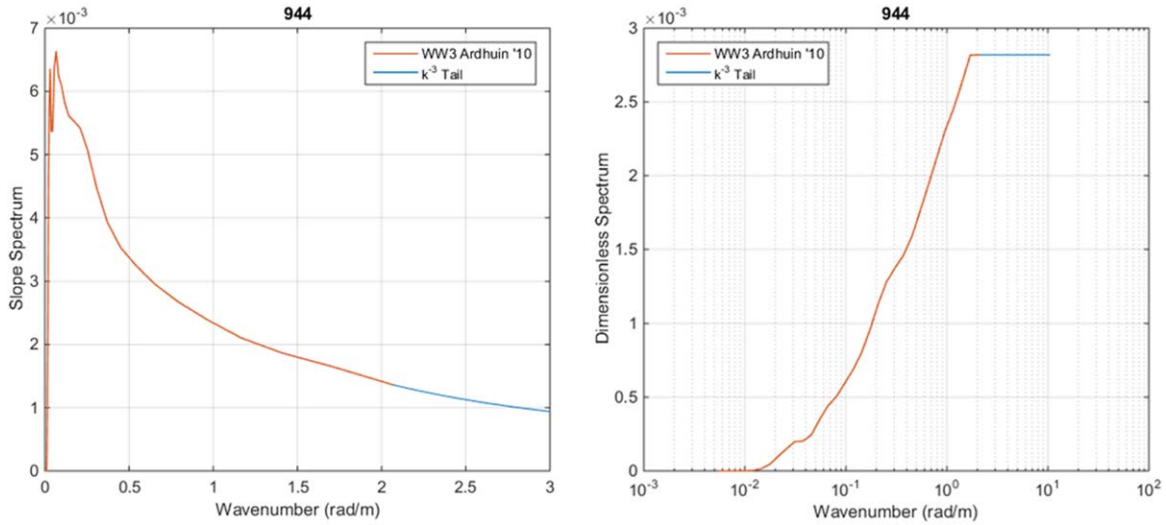 944
×10⁻³
7
6
5
4
3
2
1
0
Slope Spectrum
WW3 Ardhuin '10
k⁻³ Tail
0 0.5 1 1.5 2 2.5 3
Wavenumber (rad/m)
944
×10⁻³
3
2.5
2
1.5
1
0.5
0
Dimensionless Spectrum
WW3 Ardhuin '10
k⁻³ Tail
10⁻³ 10⁻² 10⁻¹ 10⁰ 10¹ 10²
Wavenumber (rad/m)